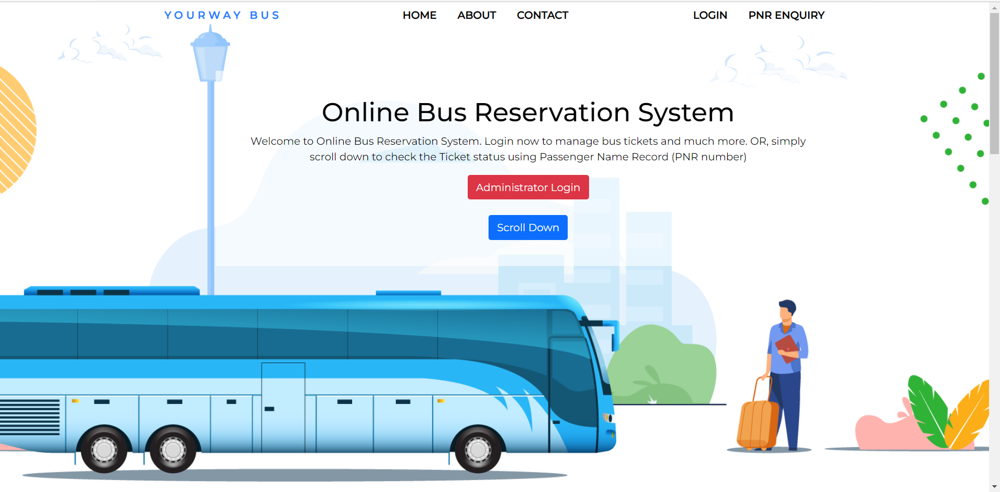 YOURWAY BUS
HOME ABOUT CONTACT
LOGIN PNR ENQUIRY
Online Bus Reservation System
Welcome to Online Bus Reservation System. Login now to manage bus tickets and much more. OR, simply
scroll down to check the Ticket status using Passenger Name Record (PNR number)
Administrator Login
Scroll Down